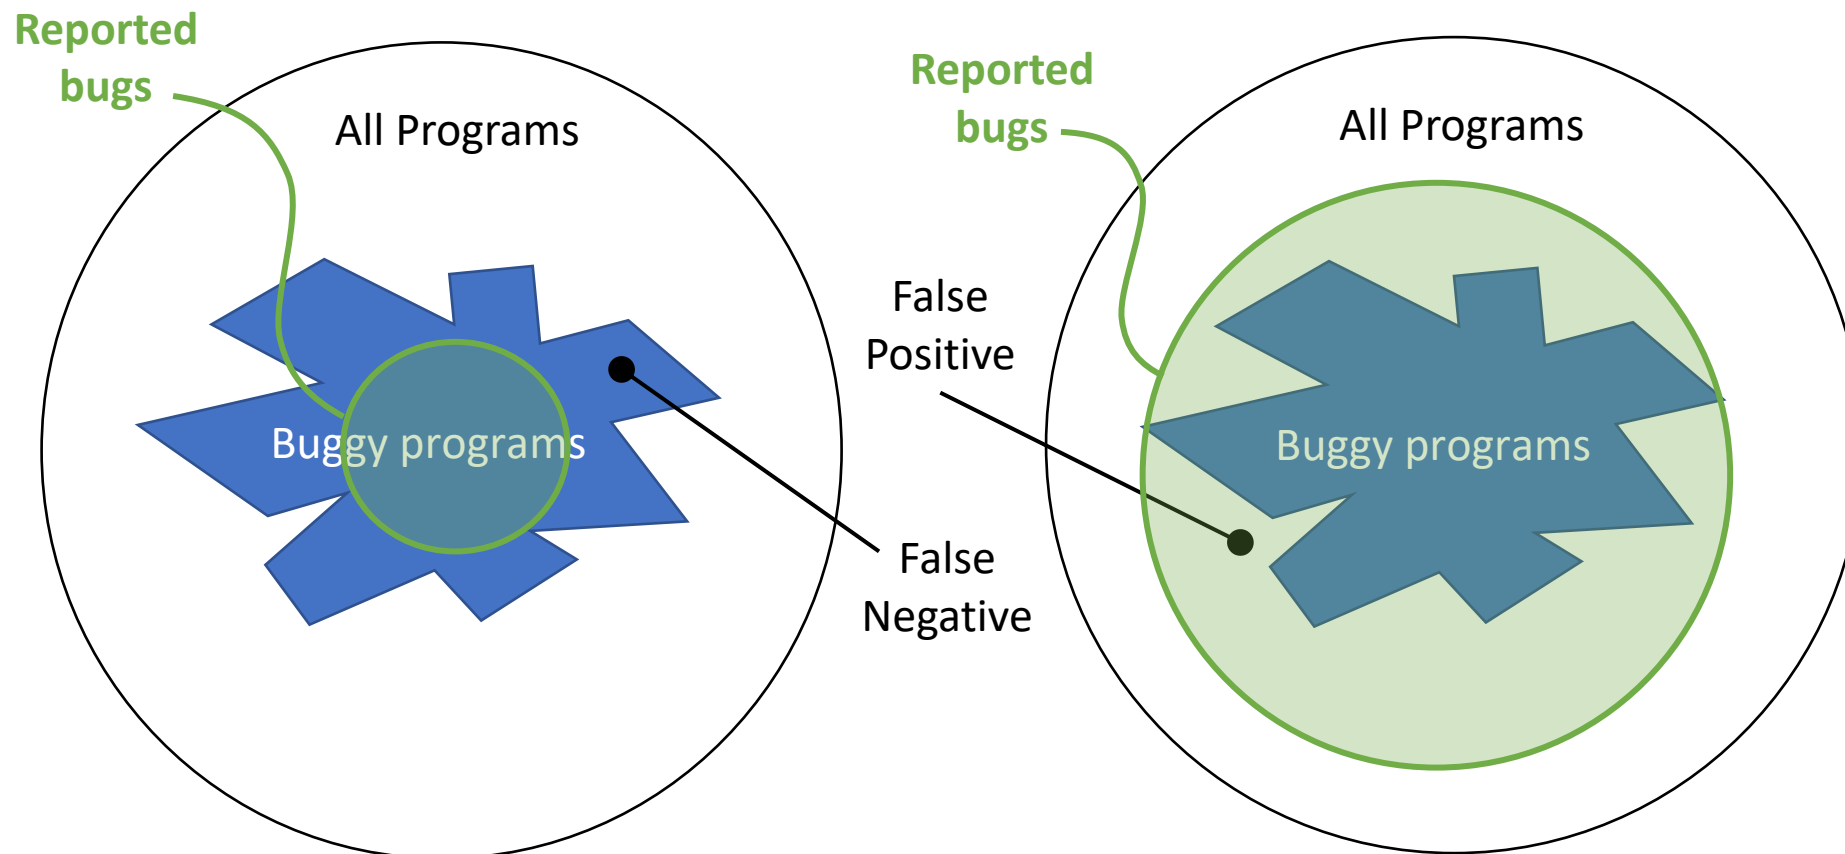 Reported
bugs
All Programs
Buggy programs
False
Negative
Reported
bugs
All Programs
False
Positive
Buggy programs